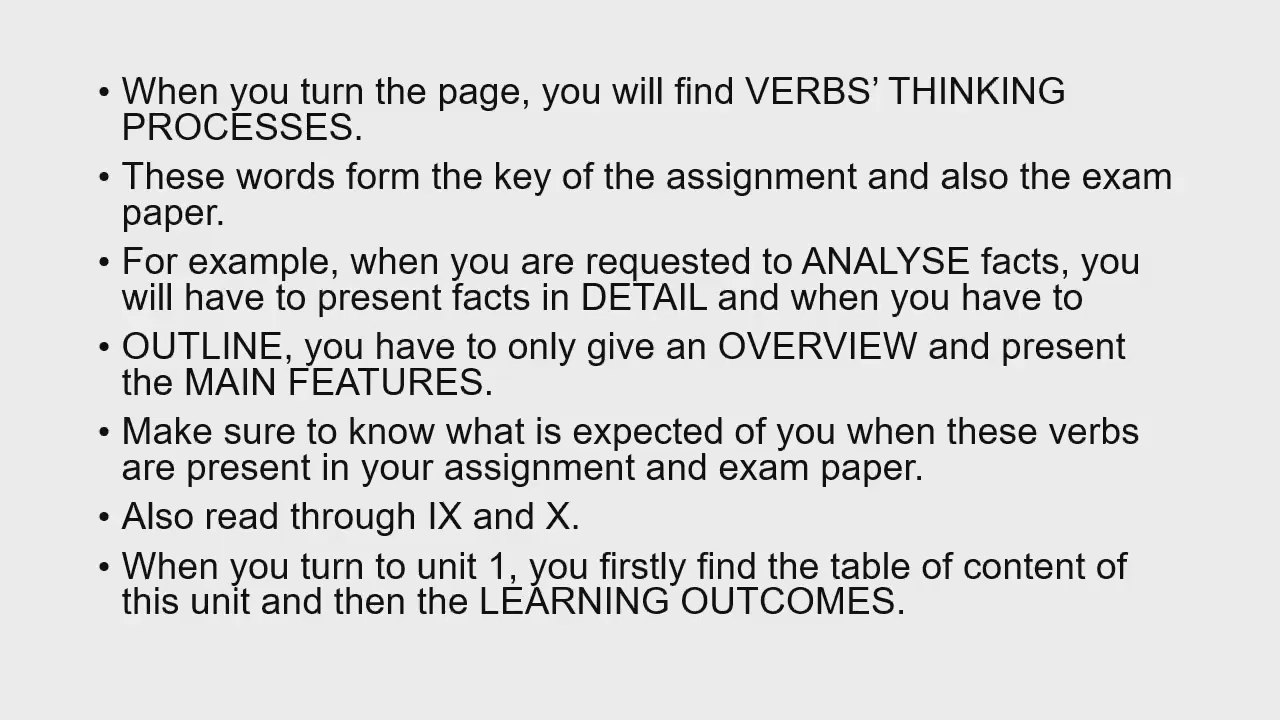 • When you turn the page, you will find VERBS’ THINKING
PROCESSES.
• These words form the key of the assignment and also the exam
paper.
• For example, when you are requested to ANALYSE facts, you
will have to present facts in DETAIL and when you have to
• OUTLINE, you have to only give an OVERVIEW and present
the MAIN FEATURES.
• Make sure to know what is expected of you when these verbs
are present in your assignment and exam paper.
• Also read through IX and X.
• When you turn to unit 1, you firstly find the table of content of
this unit and then the LEARNING OUTCOMES.